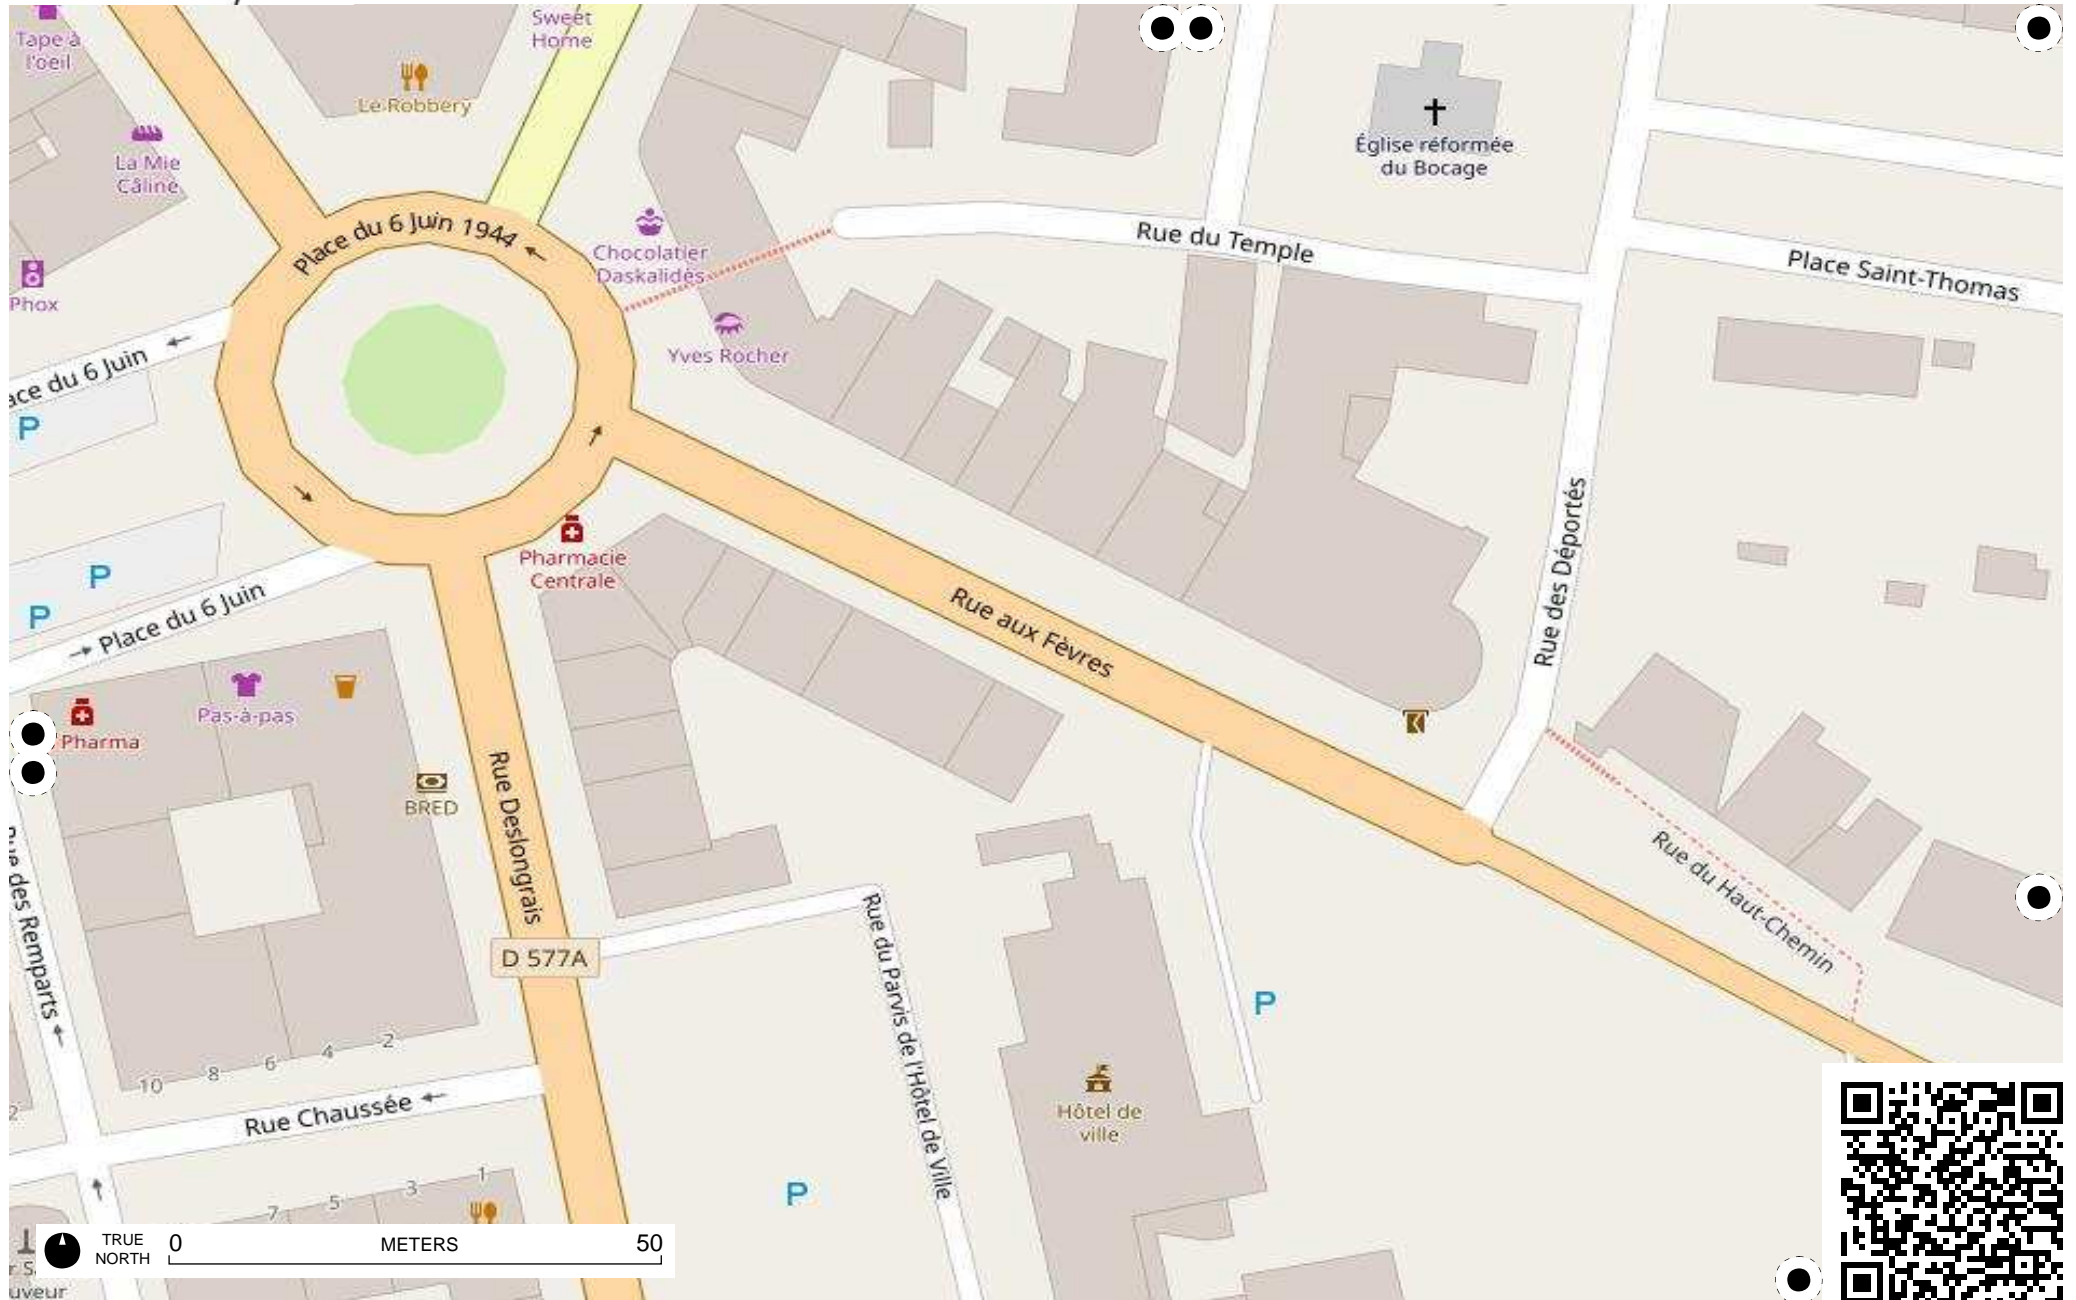 Sweet
Home
Tape à
l'oeil
Le Robbery
La Mie
Câline
Église réformée
du Bocage
Place du 6 Juin 1944
Chocolatier
Daskalidès
Rue du Temple
Place Saint-Thomas
Phox
Yves Rocher
ace du 6 Juin
P
Pharmacie
Centrale
Rue des Déportés
P
P
Place du 6 Juin
Rue aux Fèvres
Pas-à-pas
Pharma
BRED
Rue Deslongrais
Rue du Haut-Chemin
Rue des Remparts
D 577A
Rue du Parvis de l'Hôtel de Ville
P
10 8 6 4 2
2
Rue Chaussée
Hôtel de
ville
P
7 5 3 1
TRUE
NORTH
0 METERS 50
uveur